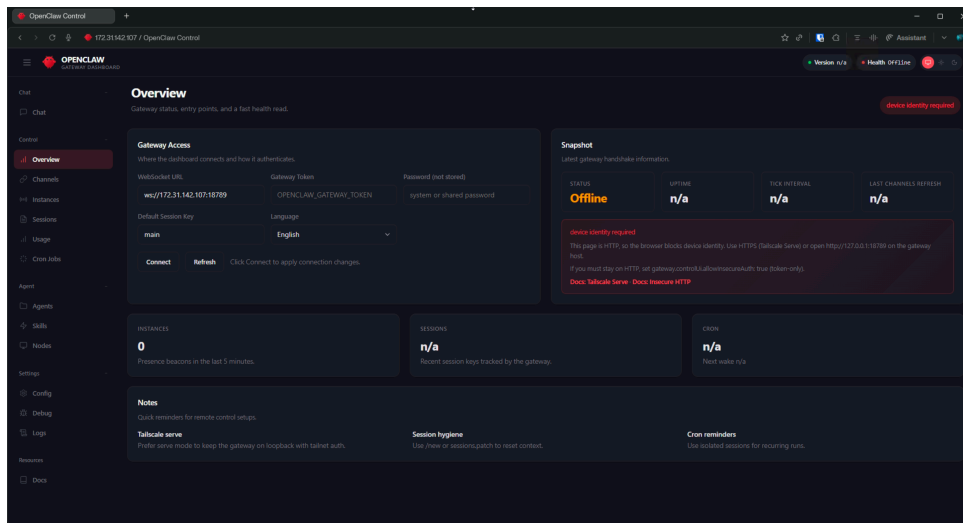 OpenClaw Control
172.31.142.107 / OpenClaw Control
Assistant
OPENCLAW
GATEWAY DASHBOARD
Version n/a
Health Offline
Chat
Chat
Control
Overview
Channels
Instances
Sessions
Usage
Cron Jobs
Agent
Agents
Skills
Nodes
Settings
Config
Debug
Logs
Resources
Docs
Overview
Gateway status, entry points, and a fast health read.
device identity required
Gateway Access
Where the dashboard connects and how it authenticates.
WebSocket URL
ws://172.31.142.107:18789
Gateway Token
OPENCLAW_GATEWAY_TOKEN
Password (not stored)
system or shared password
Default Session Key
main
Language
English
Connect
Refresh
Click Connect to apply connection changes.
Snapshot
Latest gateway handshake information.
STATUS
Offline
UPTIME
n/a
TICK INTERVAL
n/a
LAST CHANNELS REFRESH
n/a
device identity required
This page is HTTP, so the browser blocks device identity. Use HTTPS (Tailscale Serve) or open http://127.0.0.1:18789 on the gateway
host.
If you must stay on HTTP, set gateway.controlUi.allowInsecureAuth: true (token-only).
Docs: Tailscale Serve · Docs: Insecure HTTP
INSTANCES
0
Presence beacons in the last 5 minutes.
SESSIONS
n/a
Recent session keys tracked by the gateway.
CRON
n/a
Next wake n/a
Notes
Quick reminders for remote control setups.
Tailscale serve
Prefer serve mode to keep the gateway on loopback with tailnet auth.
Session hygiene
Use /new or sessions.patch to reset context.
Cron reminders
Use isolated sessions for recurring runs.